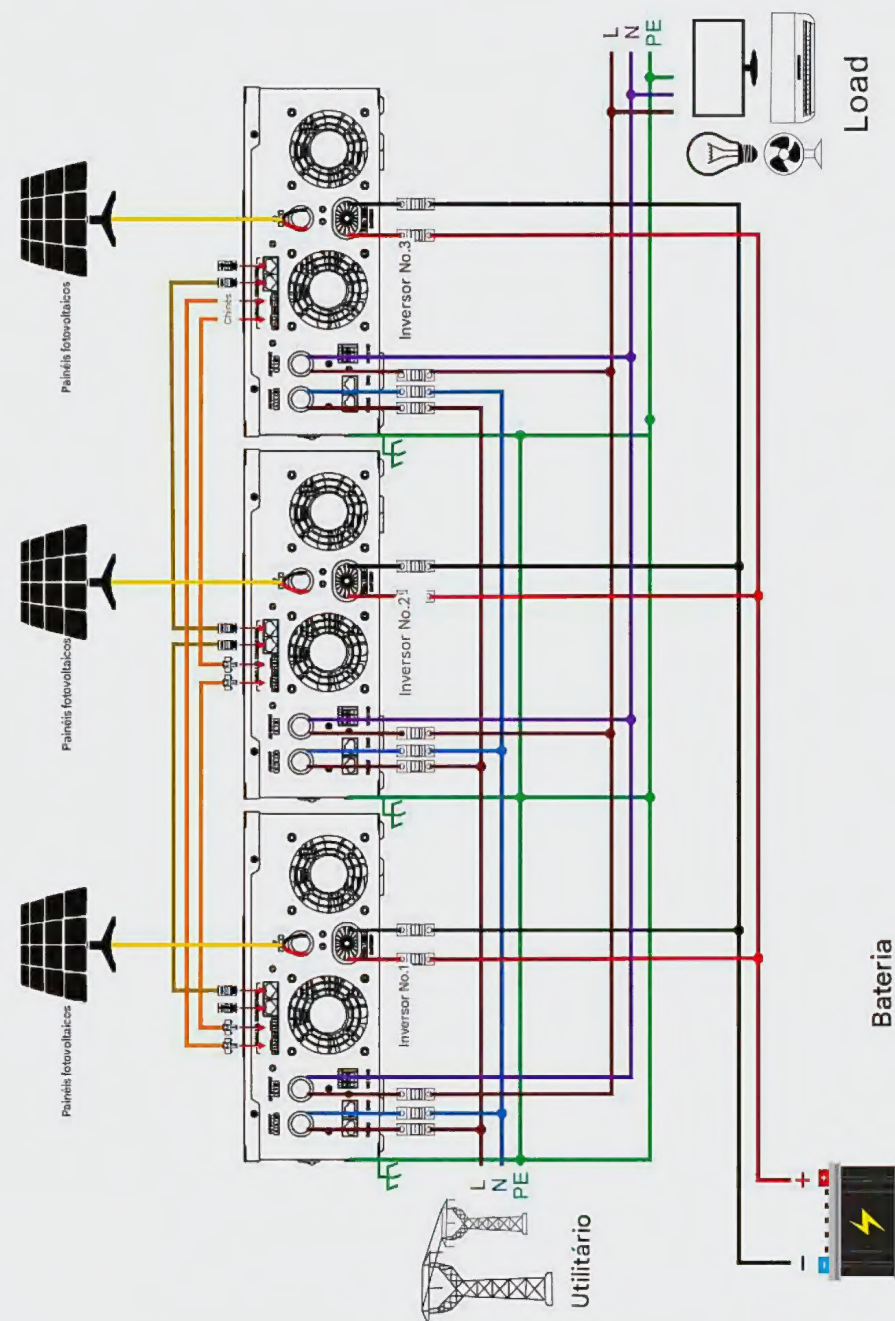 Painéis fotovoltaicos
Painéis fotovoltaicos
Painéis fotovoltaicos
Chinês
Inversor No.1
Inversor No.2
Inversor No.3
L
N
PE
Utilitário
L
N
PE
Load
Bateria
+
−